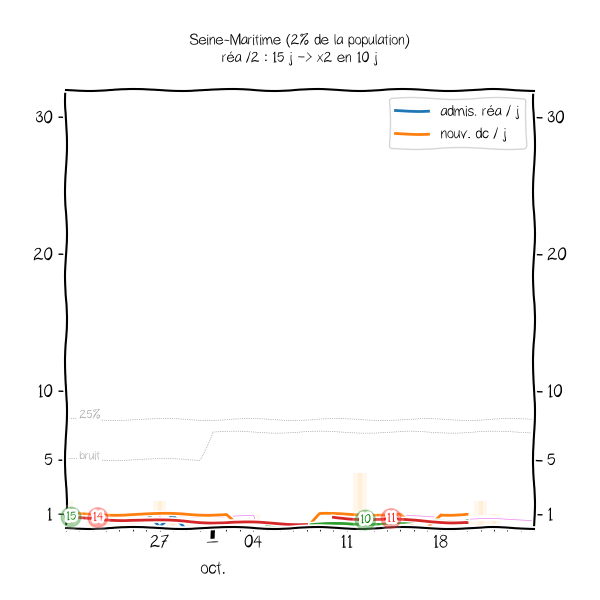 Seine-Maritime (2% de la population)
réa /2 : 15 j -> x2 en 10 j
admis. réa / j
nouv. dc / j
30 30
20 20
10 10
25%
bruit
5 5
1 1
15 14 10 11
27 1 04 11 18
oct.